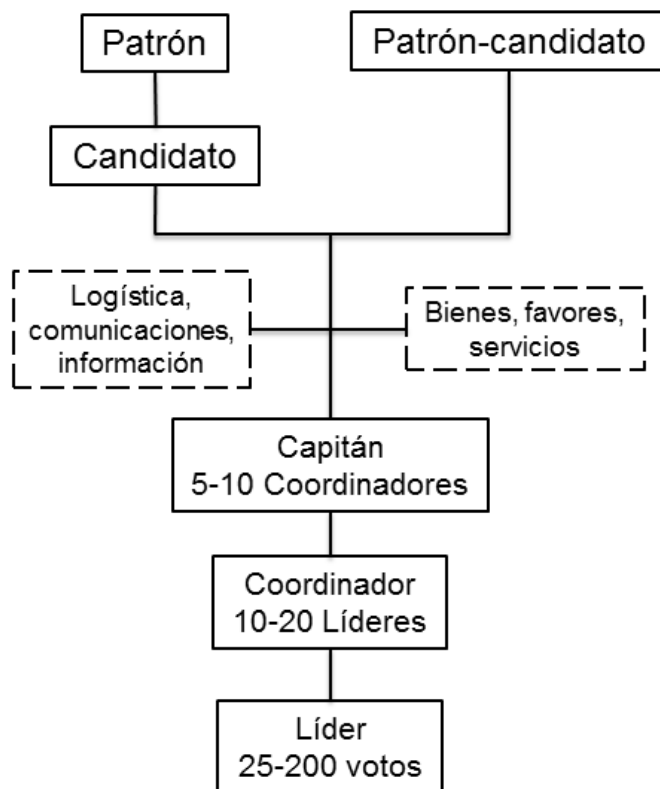 Patrón
Patrón-candidato
Candidato
Logística,
comunicaciones,
información
Bienes, favores,
servicios
Capitán
5-10 Coordinadores
Coordinador
10-20 Líderes
Líder
25-200 votos